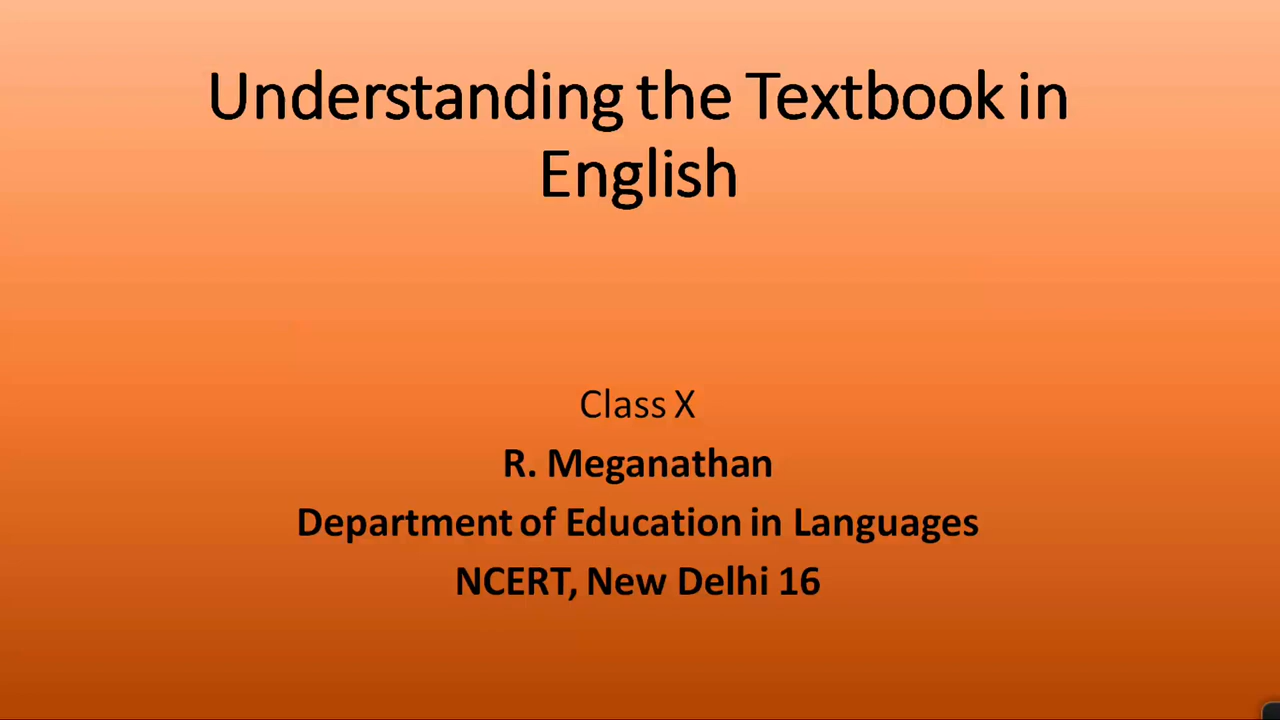 Understanding the Textbook in
English
Class X
R. Meganathan
Department of Education in Languages
NCERT, New Delhi 16